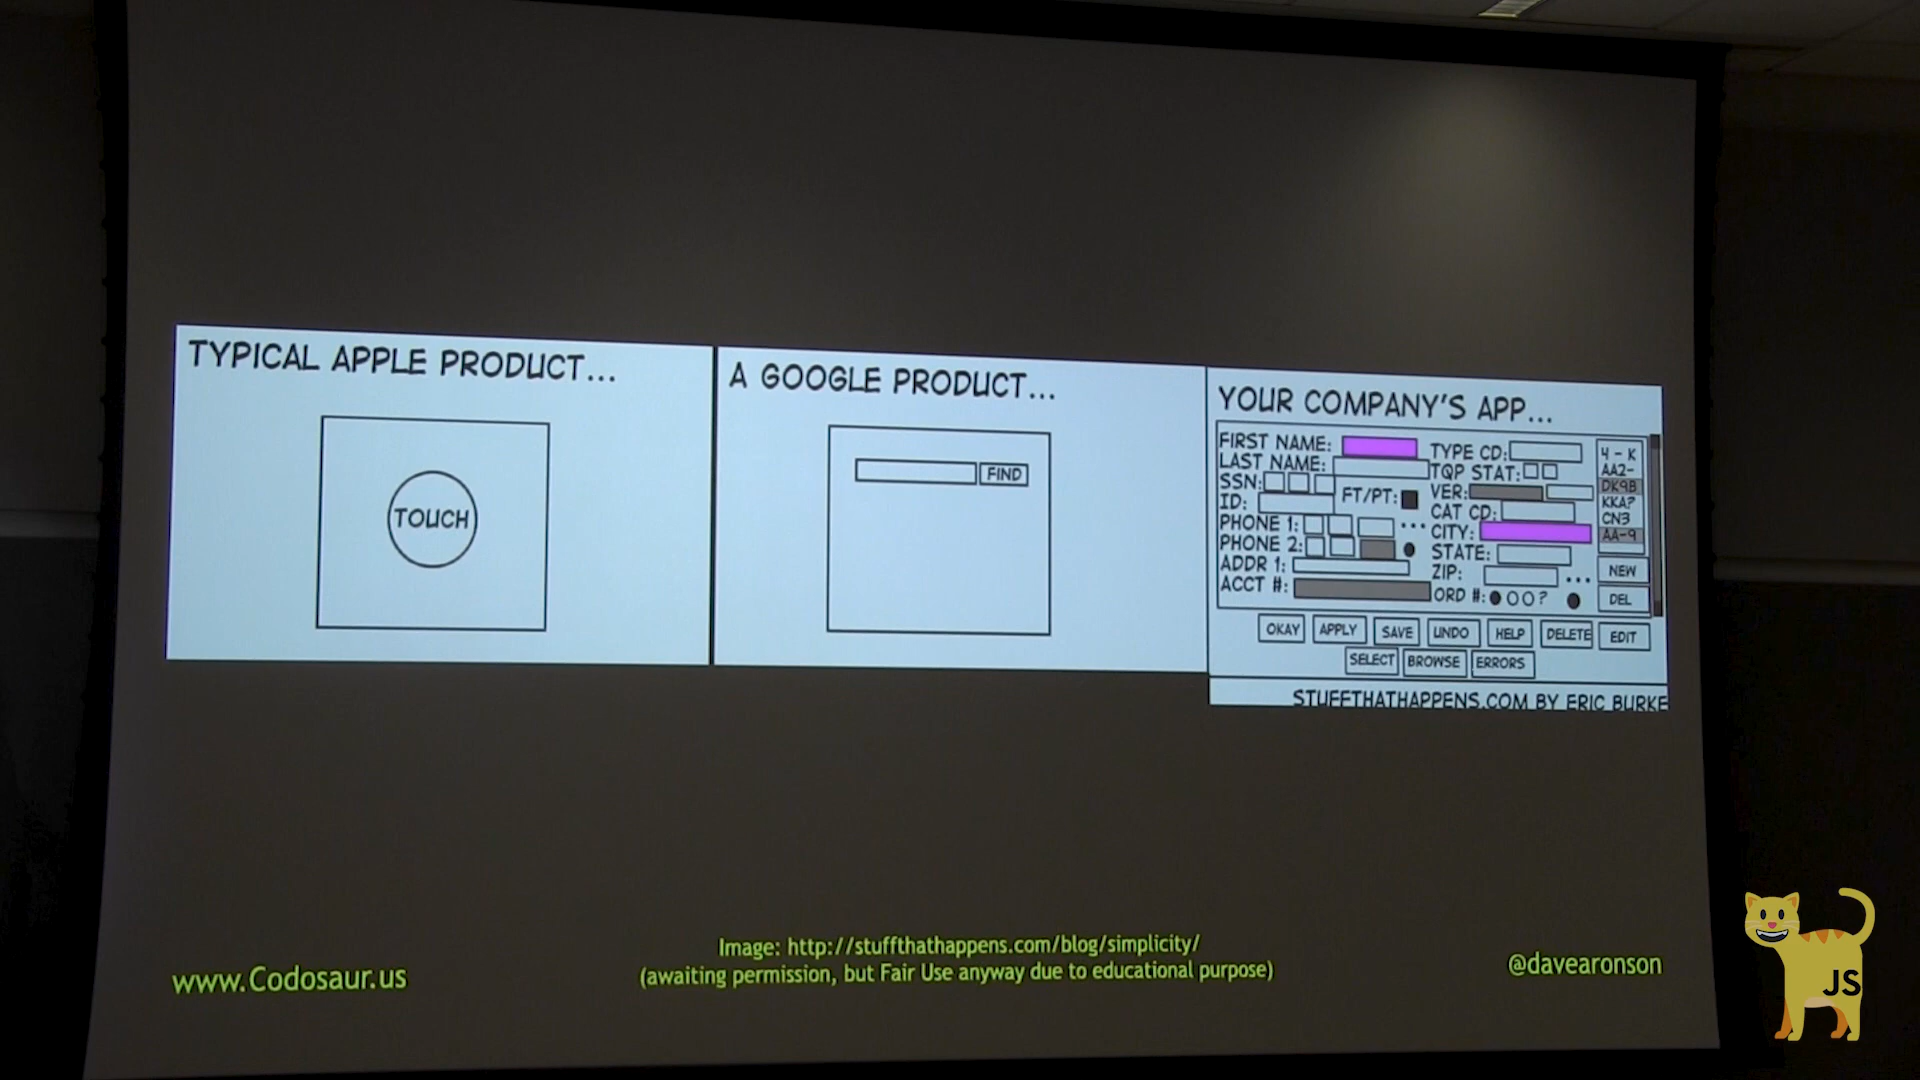 TYPICAL APPLE PRODUCT...
TOUCH
A GOOGLE PRODUCT...
FIND
YOUR COMPANY'S APP...
FIRST NAME:
LAST NAME:
SSN:
ID:
FT/PT:
PHONE 1:
...
PHONE 2:
ADDR 1:
ACCT #:
TYPE CD:
TQP STAT:
VER:
CAT CD:
CITY:
STATE:
ZIP:
...
ORD #: ?
4 - K
AA2-
DK9B
KKA?
CN3
AA-9
NEW
DEL
OKAY APPLY SAVE UNDO HELP DELETE EDIT
SELECT BROWSE ERRORS
STUFFTHATHAPPENS.COM BY ERIC BURKE
Image: http://stuffthathappens.com/blog/simplicity/
(awaiting permission, but Fair Use anyway due to educational purpose)
www.Codosaur.us
@davearonson
JS